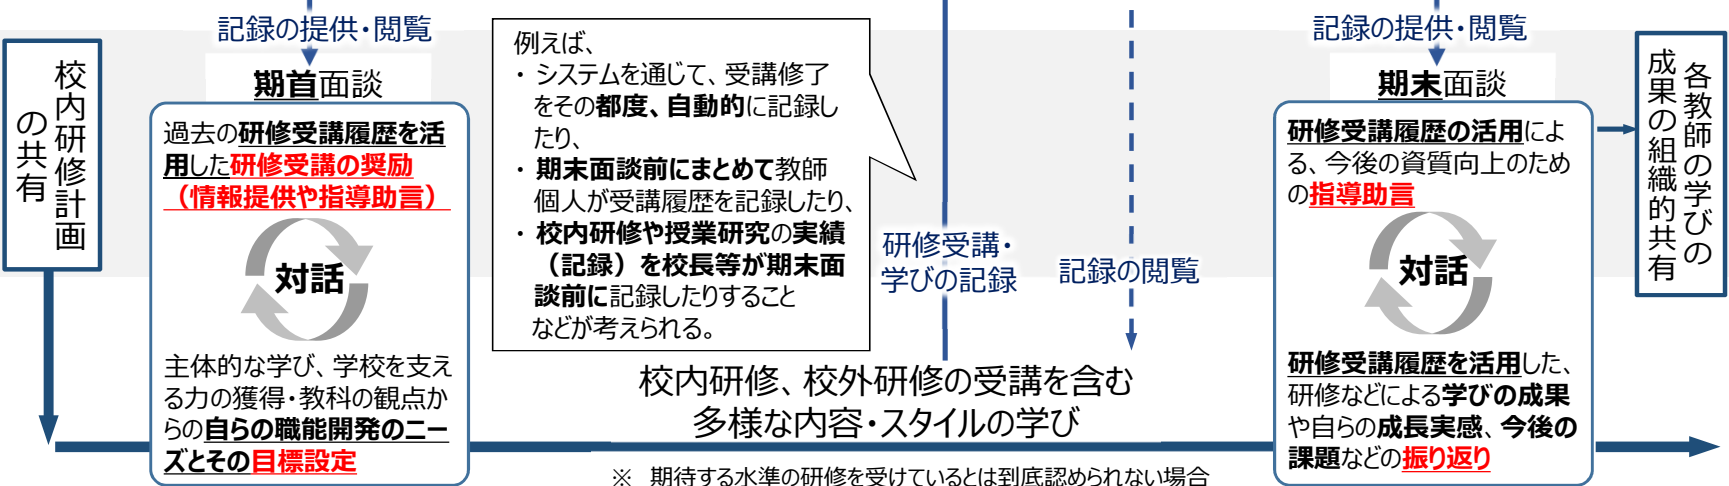 記録の提供・閲覧
校内研修計画
の共有
期首面談
過去の研修受講履歴を活
用した研修受講の奨励
（情報提供や指導助言）
対話
主体的な学び、学校を支え
る力の獲得・教科の観点か
らの自らの職能開発のニー
ズとその目標設定
例えば、
・ システムを通じて、受講修了
をその都度、自動的に記録し
たり、
・ 期末面談前にまとめて教師
個人が受講履歴を記録したり、
・ 校内研修や授業研究の実績
（記録）を校長等が期末面
談前に記録したりすること
などが考えられる。
研修受講・
学びの記録
記録の閲覧
校内研修、校外研修の受講を含む
多様な内容・スタイルの学び
※ 期待する水準の研修を受けているとは到底認められない場合
記録の提供・閲覧
期末面談
研修受講履歴の活用によ
る、今後の資質向上のため
の指導助言
対話
研修受講履歴を活用した、
研修などによる学びの成果
や自らの成長実感、今後の
課題などの振り返り
各教師の学びの
成果の組織的共有